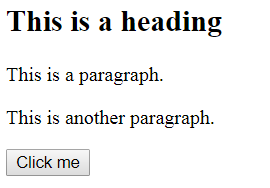 This is a heading
This is a paragraph.
This is another paragraph.
Click me